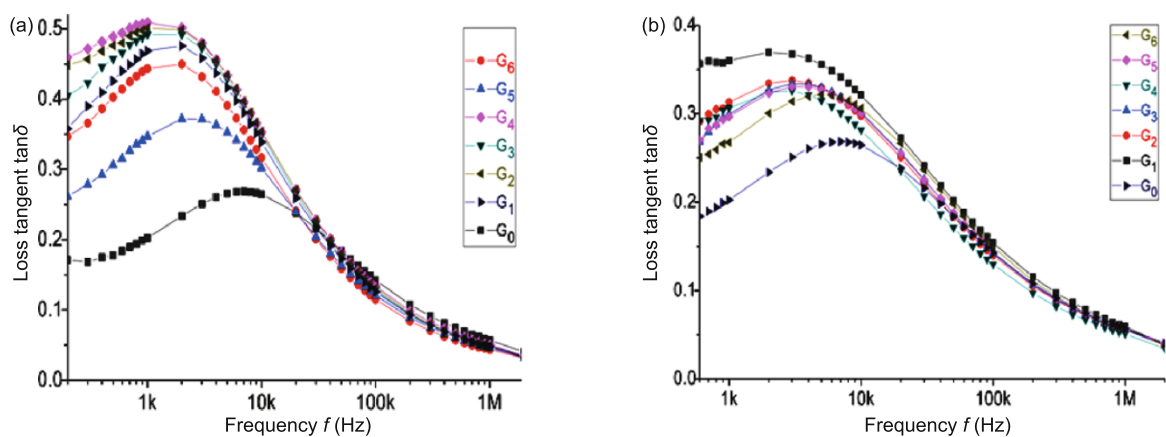 (a)
Loss tangent tanδ
0.5
0.4
0.3
0.2
0.1
0.0
1k
10k
100k
1M
Frequency f (Hz)
G6
G5
G4
G3
G2
G1
G0
(b)
Loss tangent tanδ
0.4
0.3
0.2
0.1
0.0
1k
10k
100k
1M
Frequency f (Hz)
G6
G5
G4
G3
G2
G1
G0